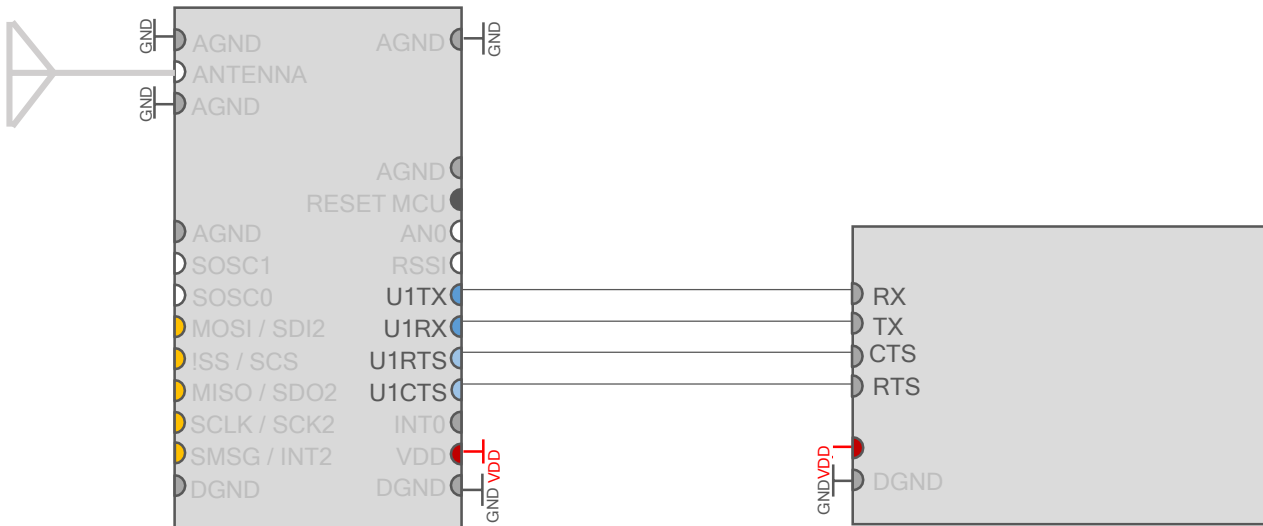 GND
AGND
AGND
GND
ANTENNA
GND
AGND
AGND
RESET MCU
AGND
AN0
SOSC1
RSSI
SOSC0
U1TX
RX
MOSI / SDI2
U1RX
TX
!SS / SCS
U1RTS
CTS
MISO / SDO2
U1CTS
RTS
SCLK / SCK2
INT0
SMSG / INT2
VDD
VDD
VDD
DGND
DGND
GND
GND
DGND